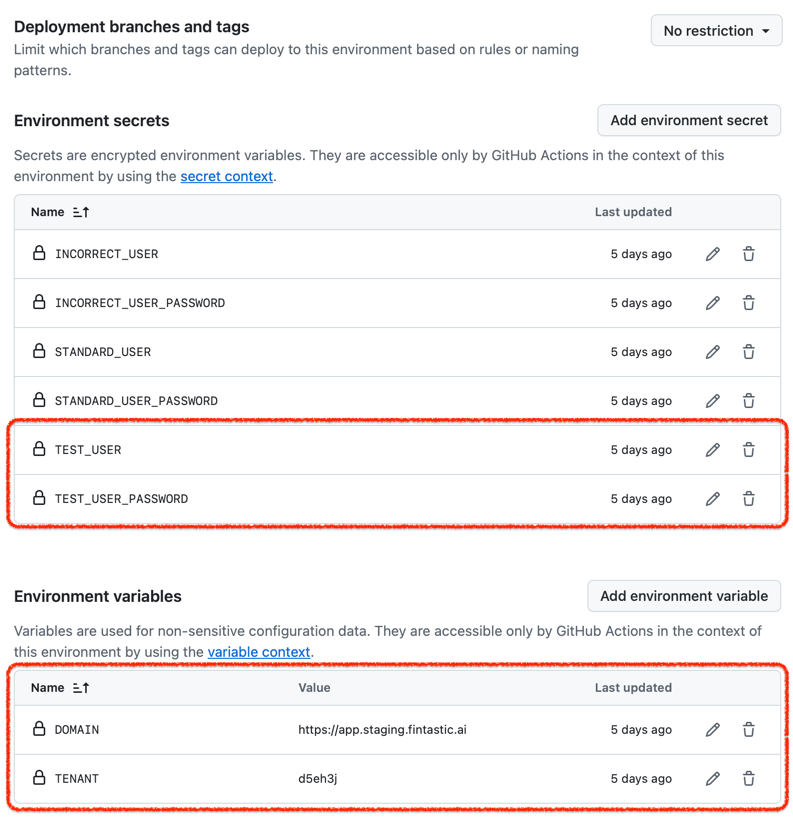 Deployment branches and tags
No restriction
Limit which branches and tags can deploy to this environment based on rules or naming
patterns.
Environment secrets
Add environment secret
Secrets are encrypted environment variables. They are accessible only by GitHub Actions in the context of this
environment by using the secret context.
Name Last updated
INCORRECT_USER 5 days ago
INCORRECT_USER_PASSWORD 5 days ago
STANDARD_USER 5 days ago
STANDARD_USER_PASSWORD 5 days ago
TEST_USER 5 days ago
TEST_USER_PASSWORD 5 days ago
Environment variables
Add environment variable
Variables are used for non-sensitive configuration data. They are accessible only by GitHub Actions in the context of
this environment by using the variable context.
Name Value Last updated
DOMAIN https://app.staging.fintastic.ai 5 days ago
TENANT d5eh3j 5 days ago